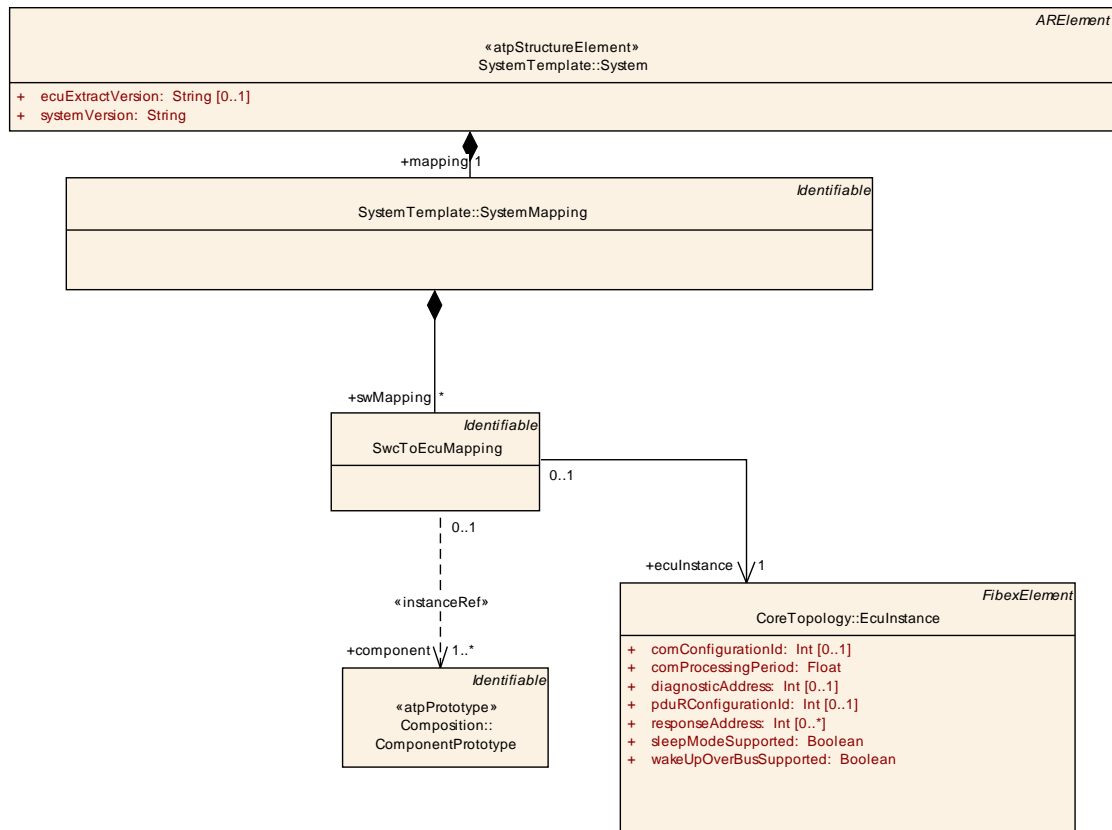 ARElement
«atpStructureElement»
SystemTemplate::System
+ ecuExtractVersion: String [0..1]
+ systemVersion: String
+mapping 1
Identifiable
SystemTemplate::SystemMapping
+swMapping *
Identifiable
SwcToEcuMapping
0..1
0..1
+ecuInstance 1
FibexElement
CoreTopology::EcuInstance
+ comConfigurationId: Int [0..1]
+ comProcessingPeriod: Float
+ diagnosticAddress: Int [0..1]
+ pduRConfigurationId: Int [0..1]
+ responseAddress: Int [0..*]
+ sleepModeSupported: Boolean
+ wakeUpOverBusSupported: Boolean
«instanceRef»
+component 1..*
Identifiable
«atpPrototype»
Composition::
ComponentPrototype